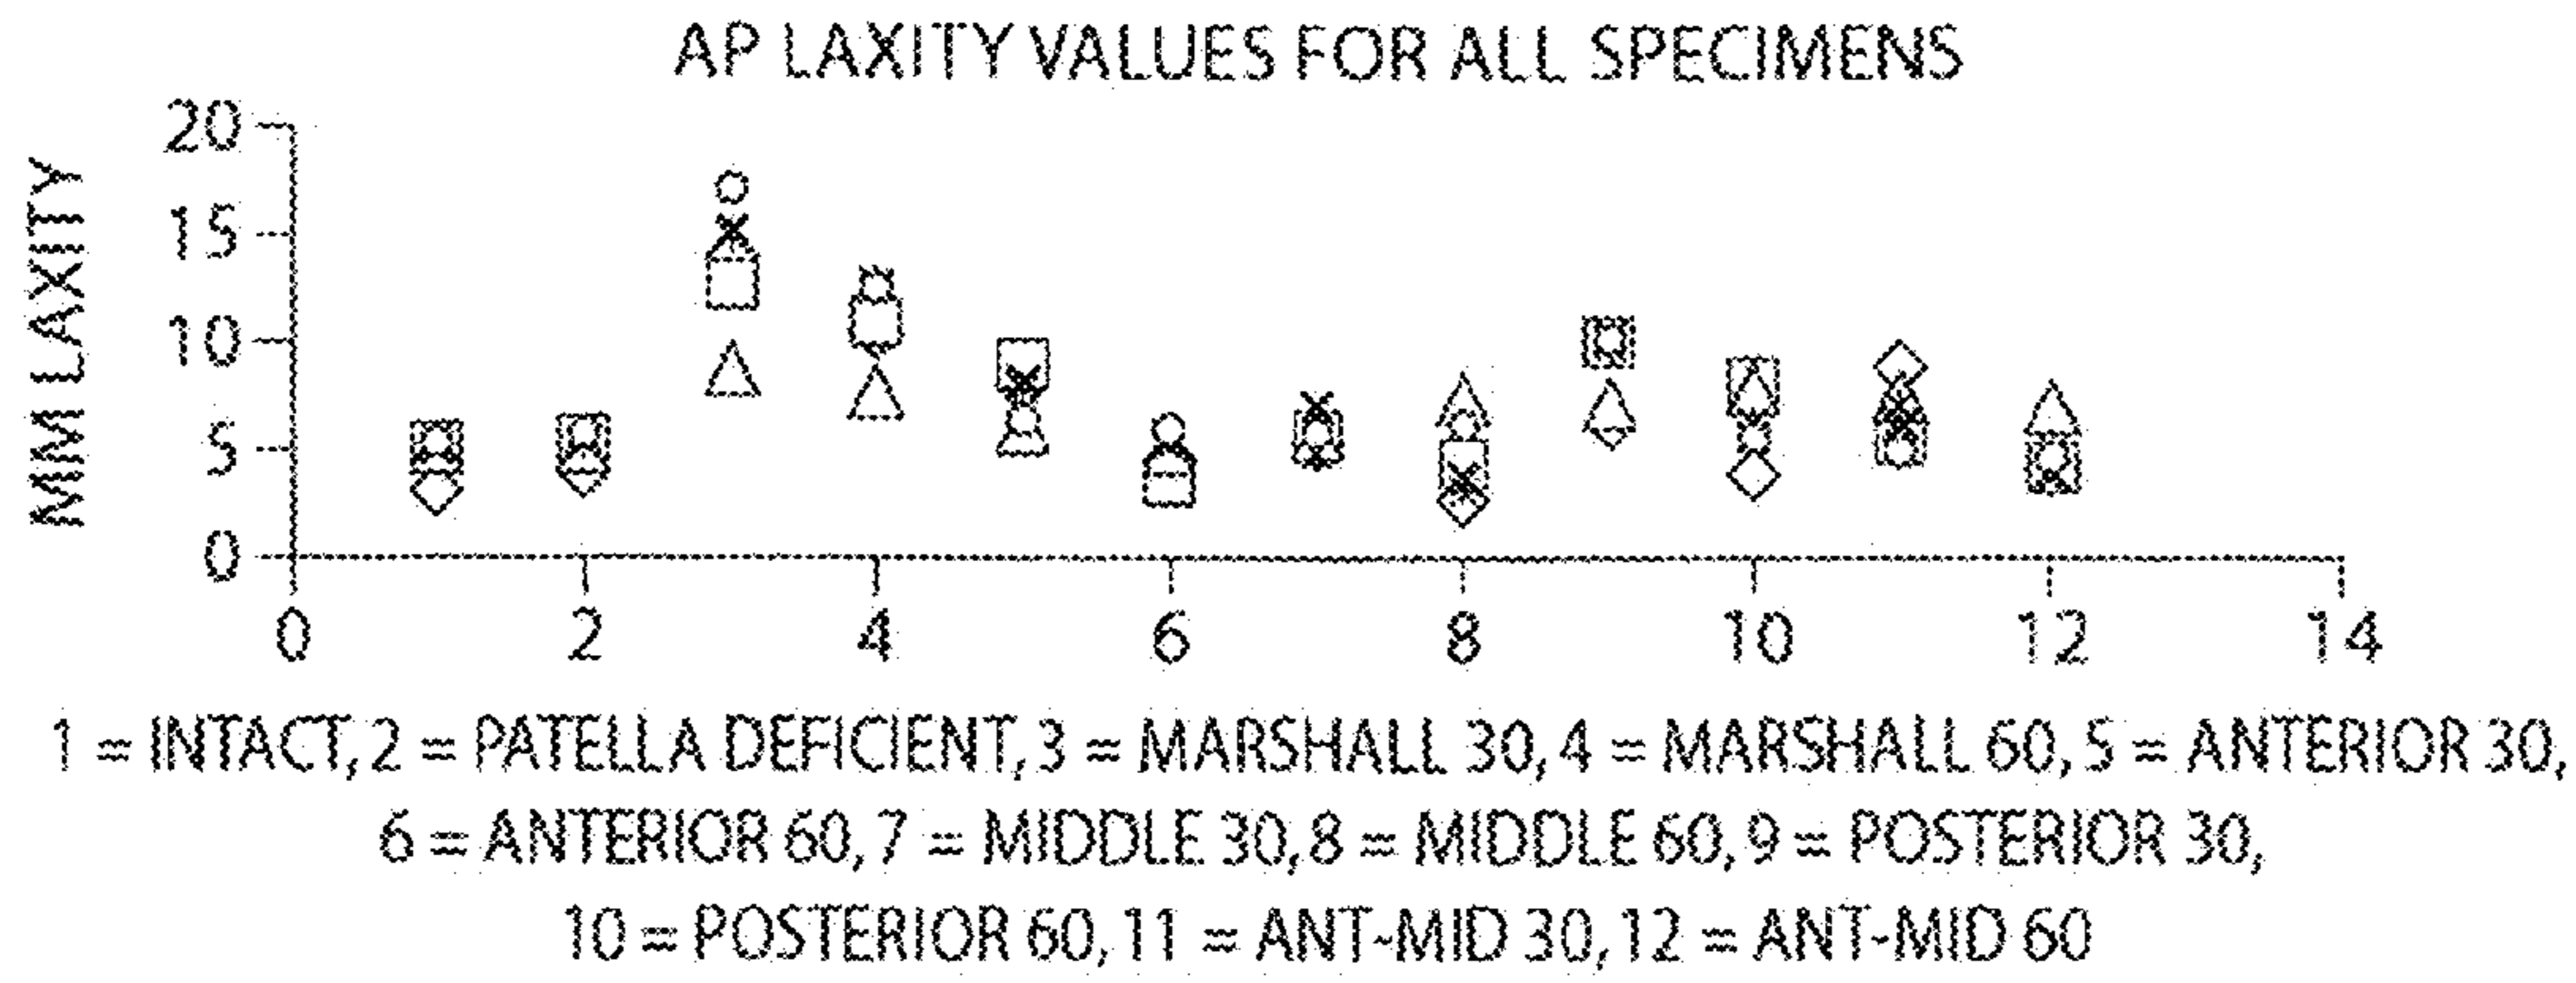 AP LAXITY VALUES FOR ALL SPECIMENS
MM LAXITY
20
15
10
5
0
0 2 4 6 8 10 12 14
1 = INTACT, 2 = PATELLA DEFICIENT, 3 = MARSHALL 30, 4 = MARSHALL 60, 5 = ANTERIOR 30,
6 = ANTERIOR 60, 7 = MIDDLE 30, 8 = MIDDLE 60, 9 = POSTERIOR 30,
10 = POSTERIOR 60, 11 = ANT-MID 30, 12 = ANT-MID 60